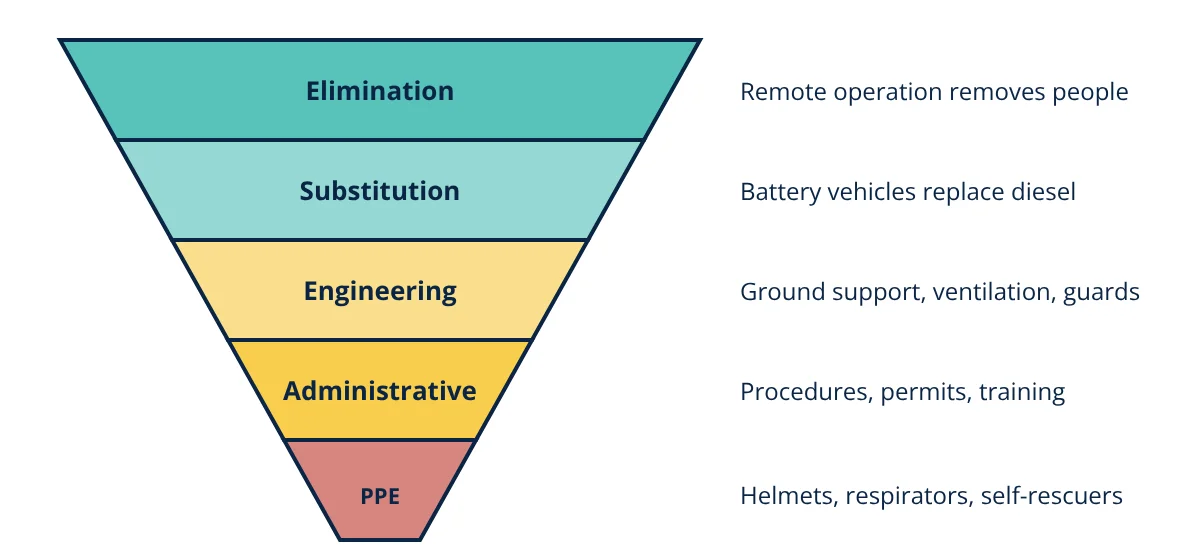 Elimination
Remote operation removes people
Substitution
Battery vehicles replace diesel
Engineering
Ground support, ventilation, guards
Administrative
Procedures, permits, training
PPE
Helmets, respirators, self-rescuers